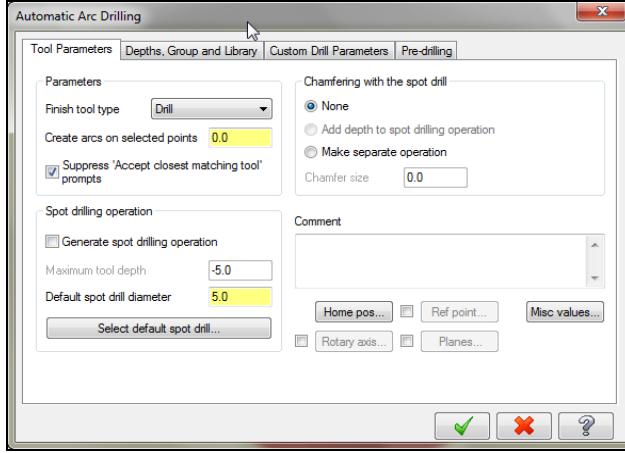 Automatic Arc Drilling
Tool Parameters Depths, Group and Library Custom Drill Parameters Pre-drilling
Parameters
Finish tool type Drill
Create arcs on selected points 0.0
Suppress 'Accept closest matching tool'
prompts
Chamfering with the spot drill
None
Add depth to spot drilling operation
Make separate operation
Chamfer size 0.0
Spot drilling operation
Generate spot drilling operation
Maximum tool depth -5.0
Default spot drill diameter 5.0
Select default spot drill...
Comment
Home pos... Ref point... Misc values...
Rotary axis... Planes...